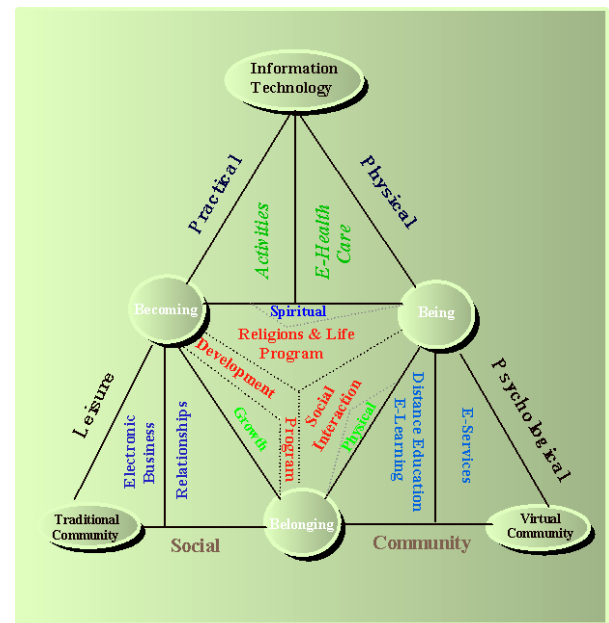 Information
Technology
Practical
Physical
Activities
E-Health
Care
Becoming
Spiritual
Being
Religions & Life
Program
Development
Leisure
Electronic
Business
Relationships
Growth
Program
Social
Interaction
Physical
Distance Education
E-Learning
E-Services
Psychological
Traditional
Community
Belonging
Virtual
Community
Social
Community